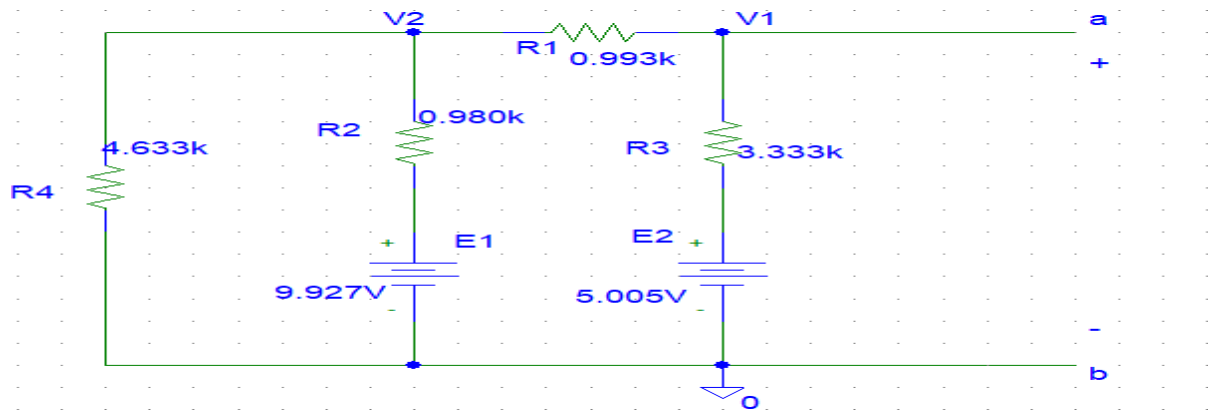 V2
V1
a
R1
0.993k
+
0.980k
R2
4.633k
R3
3.333k
R4
+
E1
E2
+
9.927V
5.005V
-
-
-
b
0